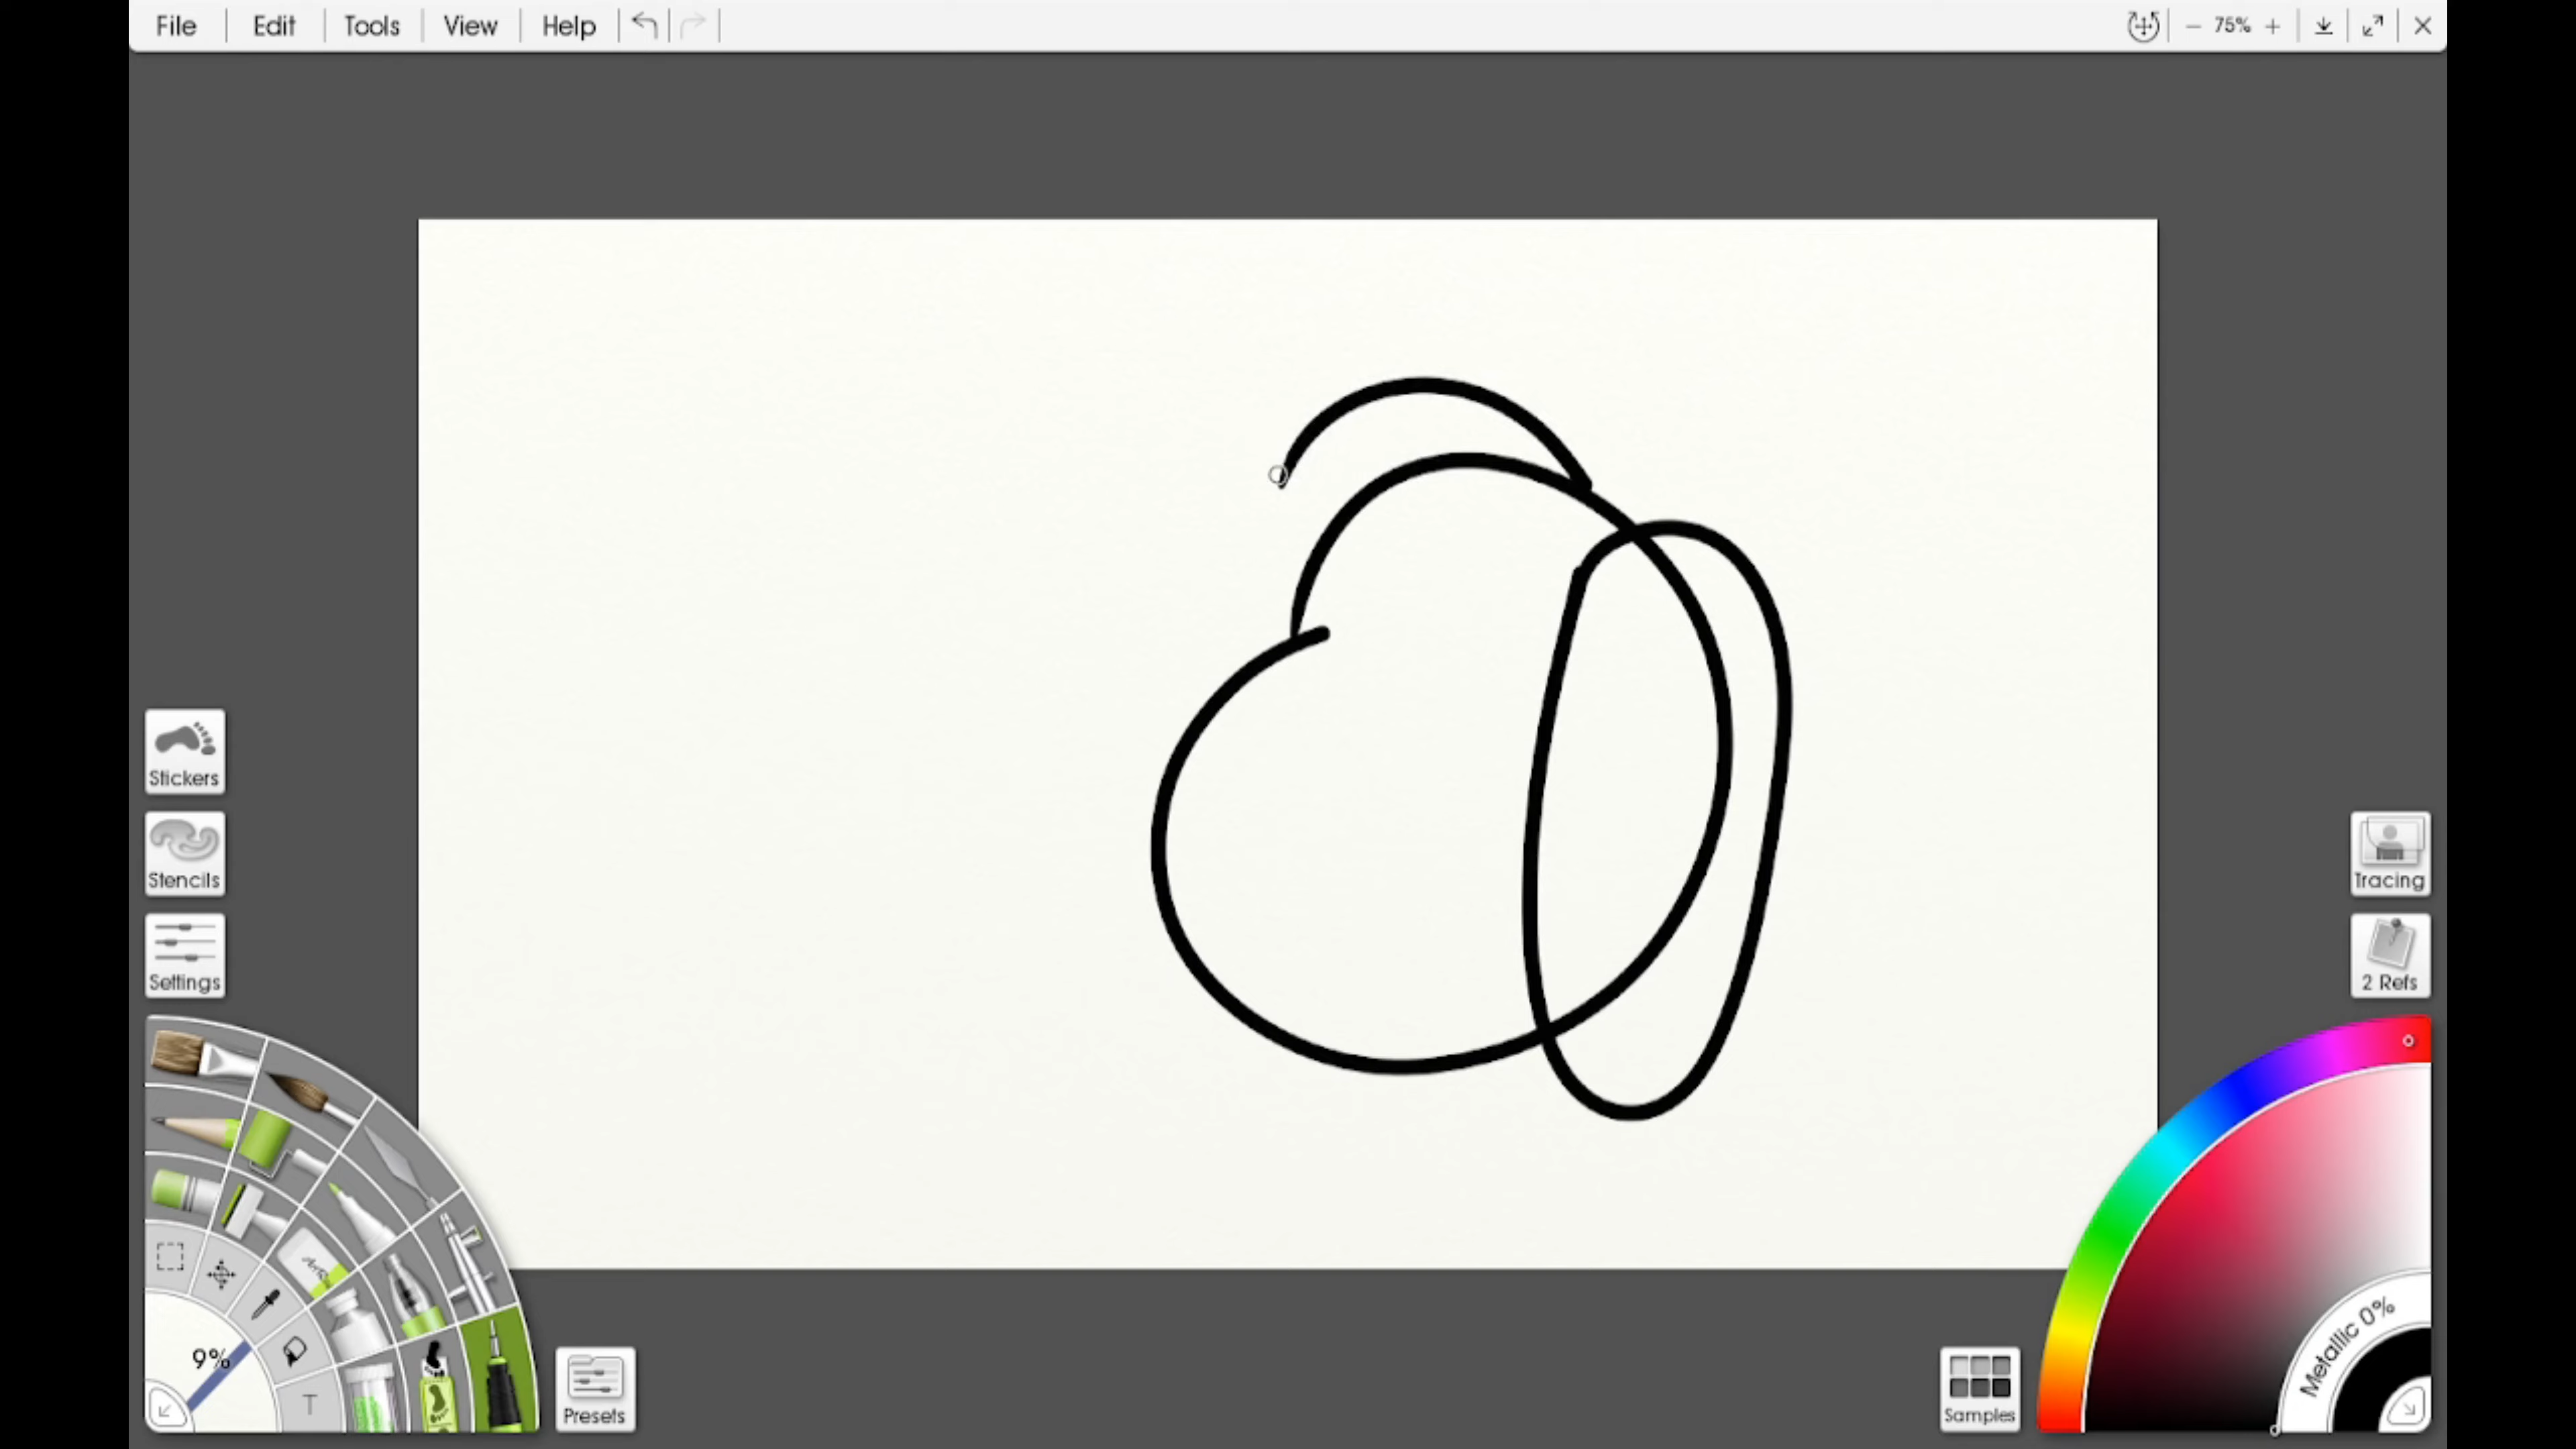 File Edit Tools View Help 75%
Stickers
Stencils
Settings
Tracing
2 Refs
9%
T
Presets
Samples
Metallic 0%